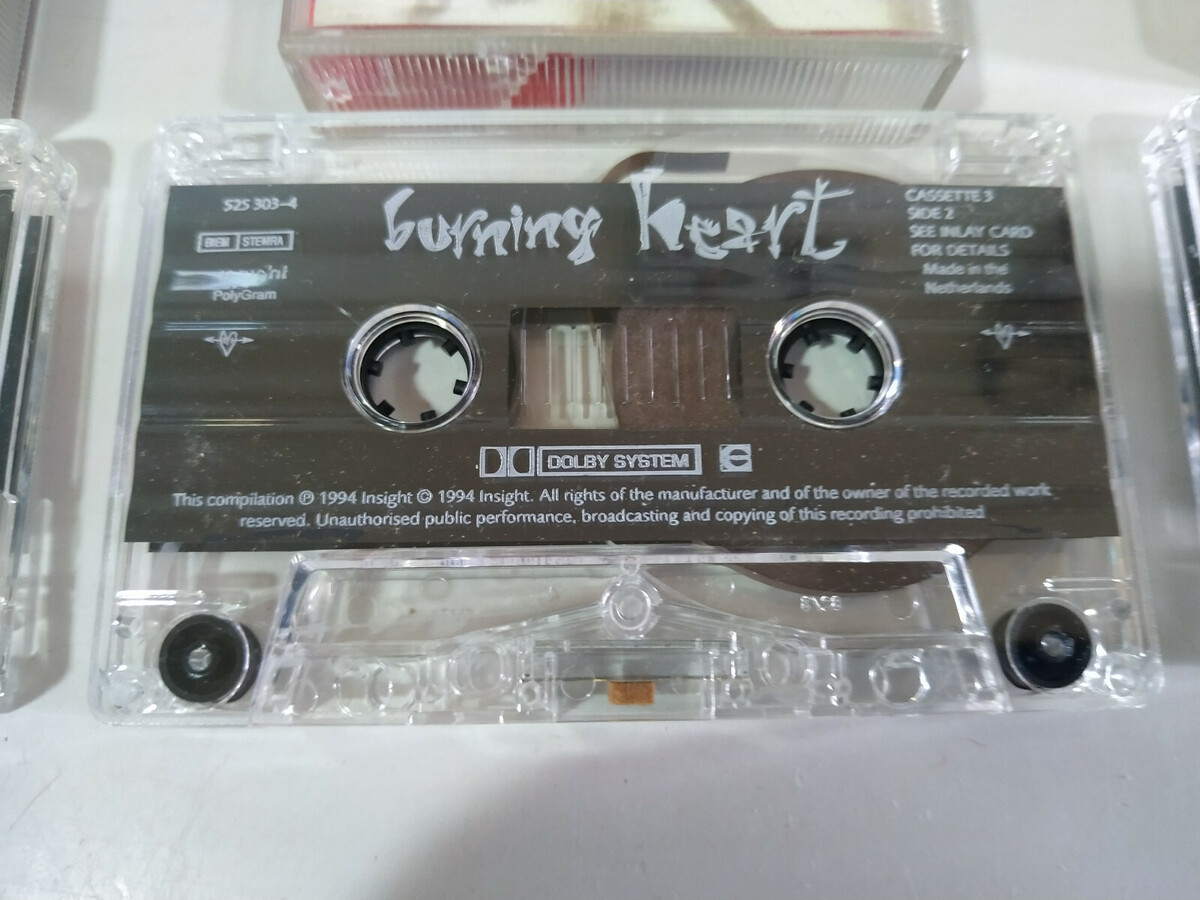 525 303-4
BIEM STEMRA
PolyGram
burning heart
CASSETTE 3
SIDE 2
SEE INLAY CARD
FOR DETAILS
Made in the
Netherlands
DOLBY SYSTEM
This compilation ℗ 1994 Insight © 1994 Insight. All rights of the manufacturer and of the owner of the recorded work
reserved. Unauthorised public performance, broadcasting and copying of this recording prohibited